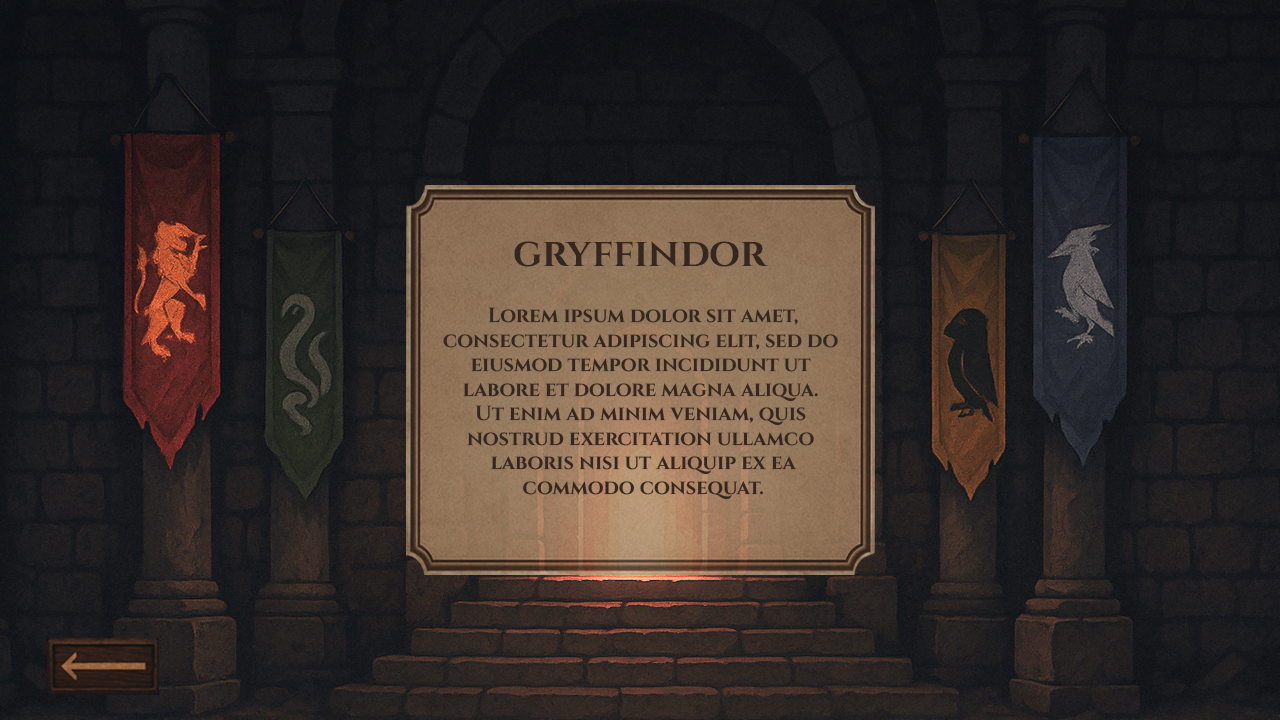 GRYFFINDOR
Lorem ipsum dolor sit amet,
consectetur adipiscing elit, sed do
eiusmod tempor incididunt ut
labore et dolore magna aliqua.
Ut enim ad minim veniam, quis
nostrud exercitation ullamco
laboris nisi ut aliquip ex ea
commodo consequat.